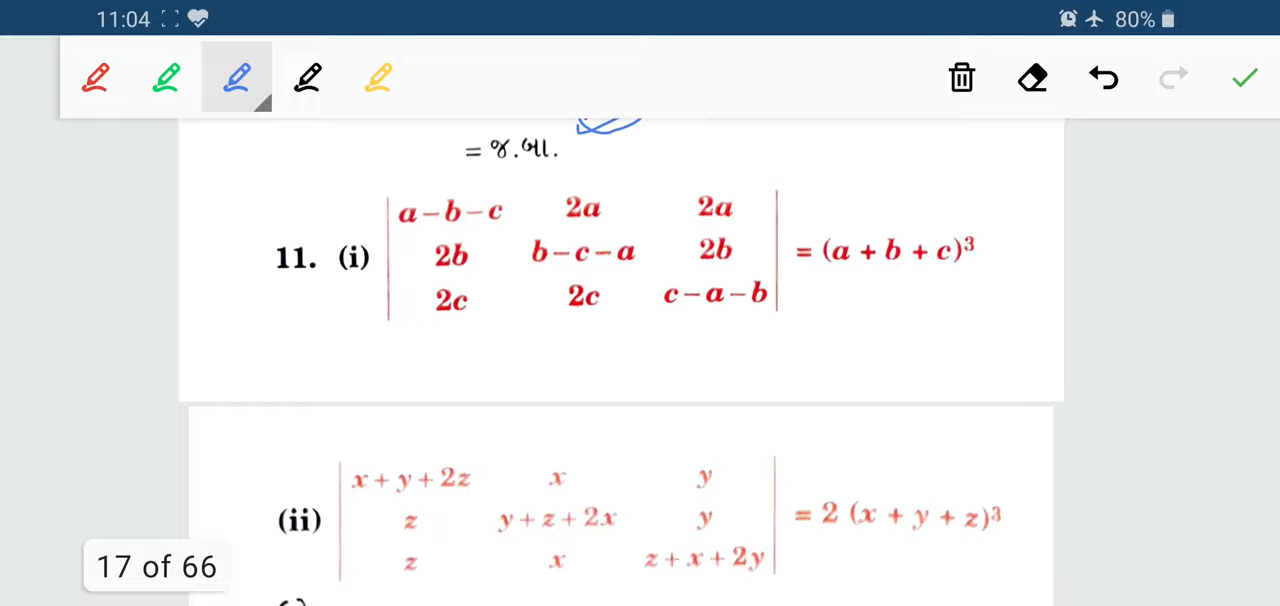 11:04 80%
= જ.બા.
11. (i) | a-b-c 2a 2a |
| 2b b-c-a 2b | = (a + b + c)³
| 2c 2c c-a-b |
(ii) | x+y+2z x y |
| z y+z+2x y | = 2 (x + y + z)³
| z x z+x+2y |
17 of 66